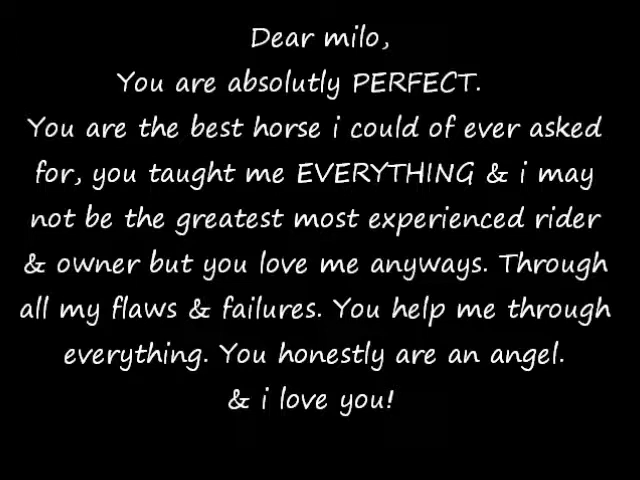 Dear milo,
You are absolutly PERFECT.
You are the best horse i could of ever asked
for, you taught me EVERYTHING & i may
not be the greatest most experienced rider
& owner but you love me anyways. Through
all my flaws & failures. You help me through
everything. You honestly are an angel.
& i love you!